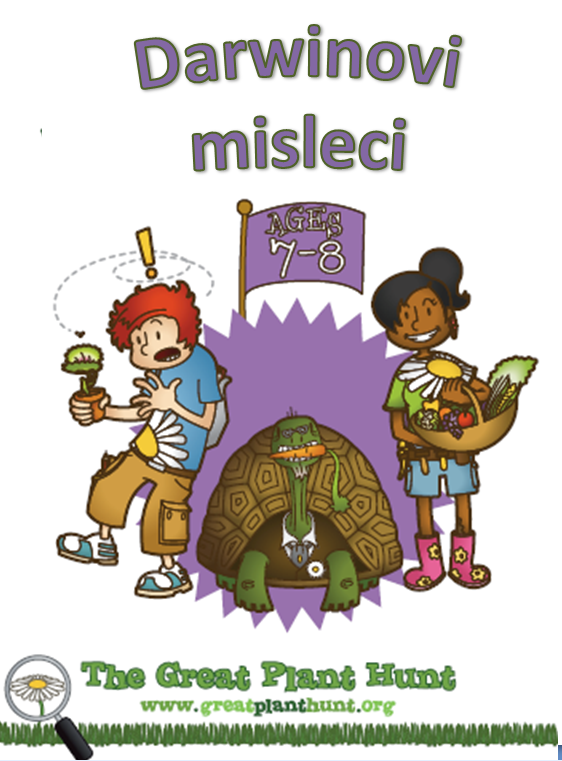 Darwinovi
misleci
AGES
7-8
The Great Plant Hunt
www.greatplanthunt.org